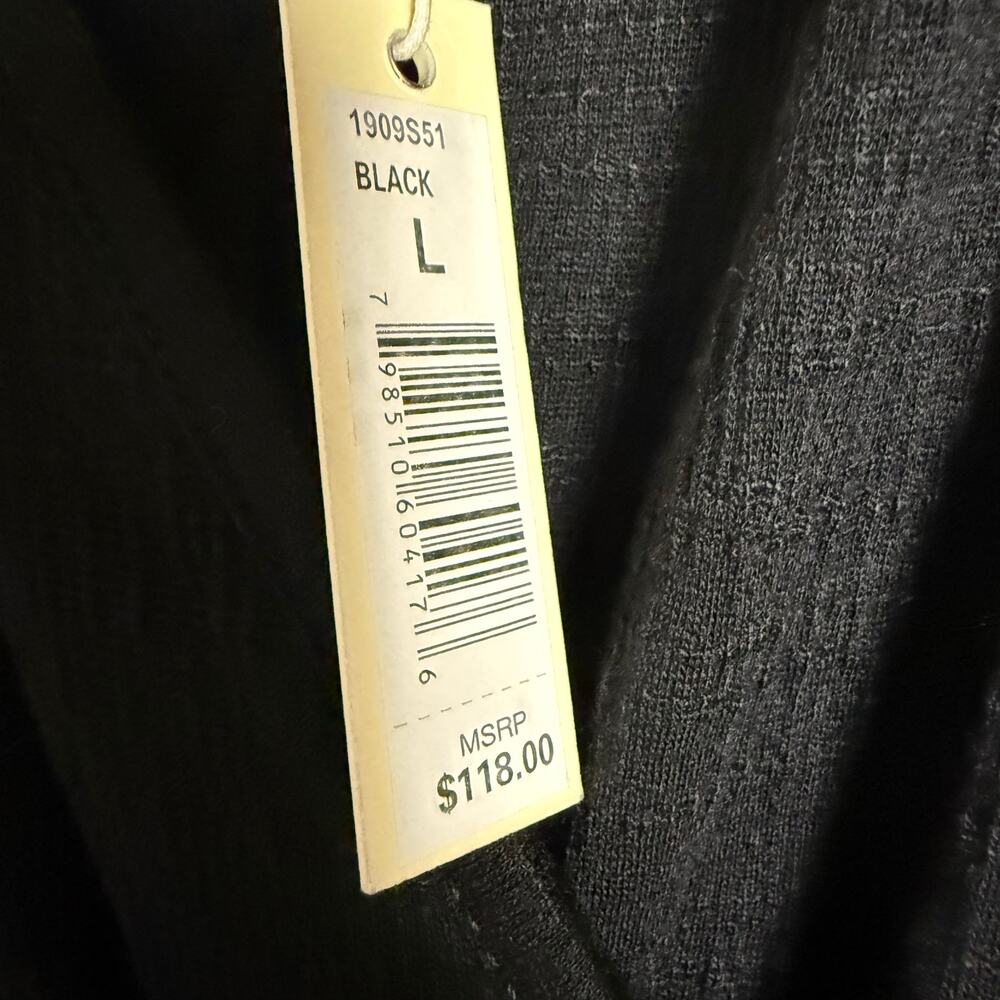 1909S51
BLACK
L
7 98510 60417 6
MSRP
$118.00